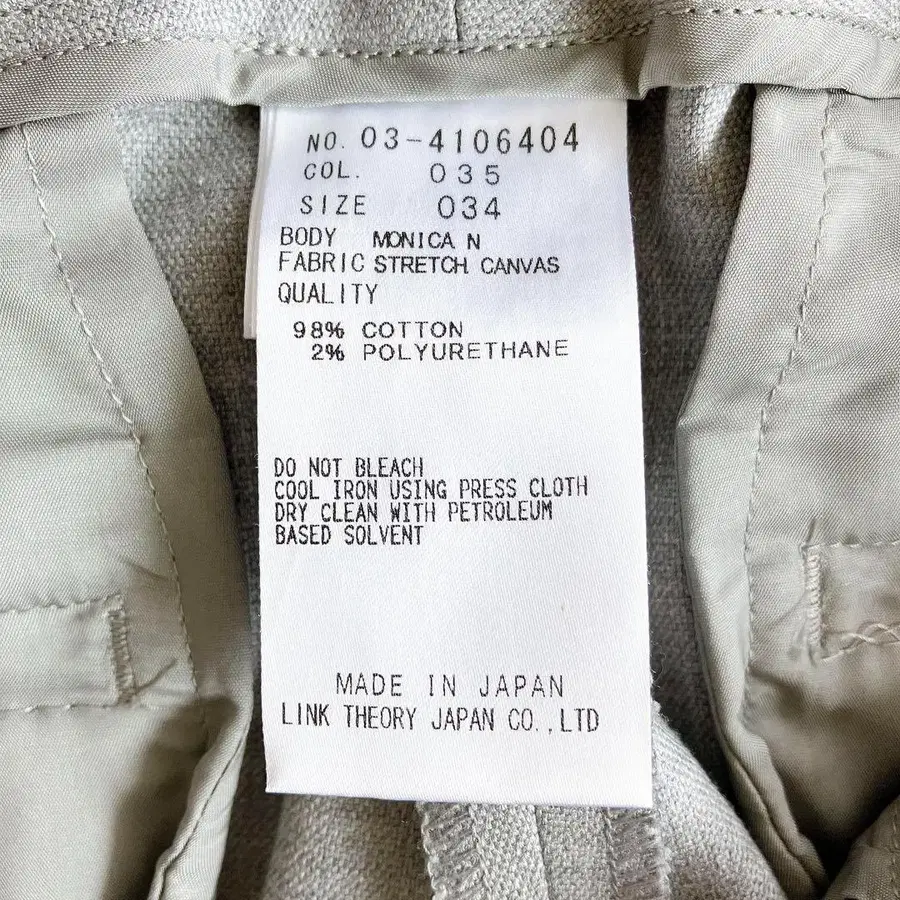 NO. 03-4106404
COL. 035
SIZE 034
BODY MONICA N
FABRIC STRETCH CANVAS
QUALITY
98% COTTON
2% POLYURETHANE
DO NOT BLEACH
COOL IRON USING PRESS CLOTH
DRY CLEAN WITH PETROLEUM
BASED SOLVENT
MADE IN JAPAN
LINK THEORY JAPAN CO.,LTD